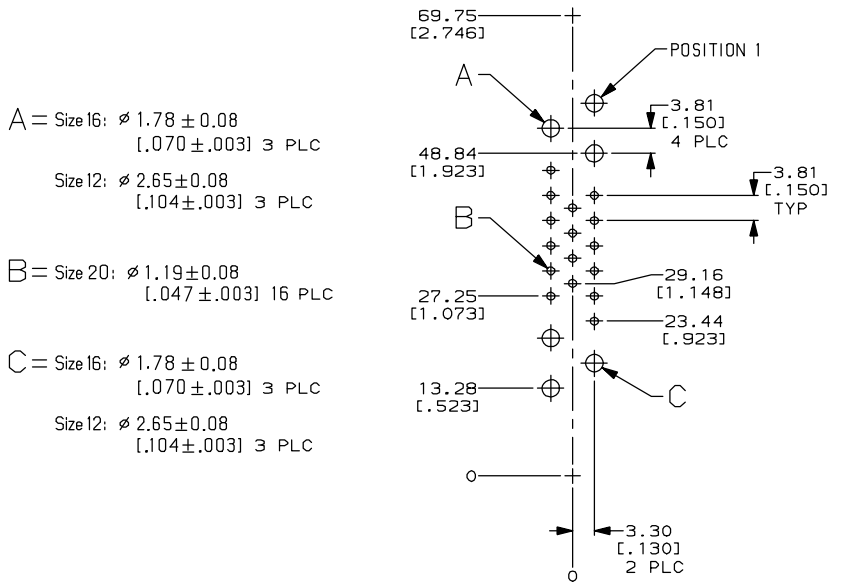 A = Size 16: ⌀ 1.78 ± 0.08
[.070 ±.003] 3 PLC
Size 12: ⌀ 2.65±0.08
[.104±.003] 3 PLC
B = Size 20: ⌀ 1.19±0.08
[.047 ±.003] 16 PLC
C = Size 16: ⌀ 1.78 ± 0.08
[.070 ±.003] 3 PLC
Size 12: ⌀ 2.65±0.08
[.104±.003] 3 PLC
69.75
[2.746]
POSITION 1
A
3.81
[.150]
4 PLC
48.84
[1.923]
3.81
[.150]
TYP
B
29.16
[1.148]
27.25
[1.073]
23.44
[.923]
13.28
[.523]
C
0
3.30
[.130]
2 PLC
0